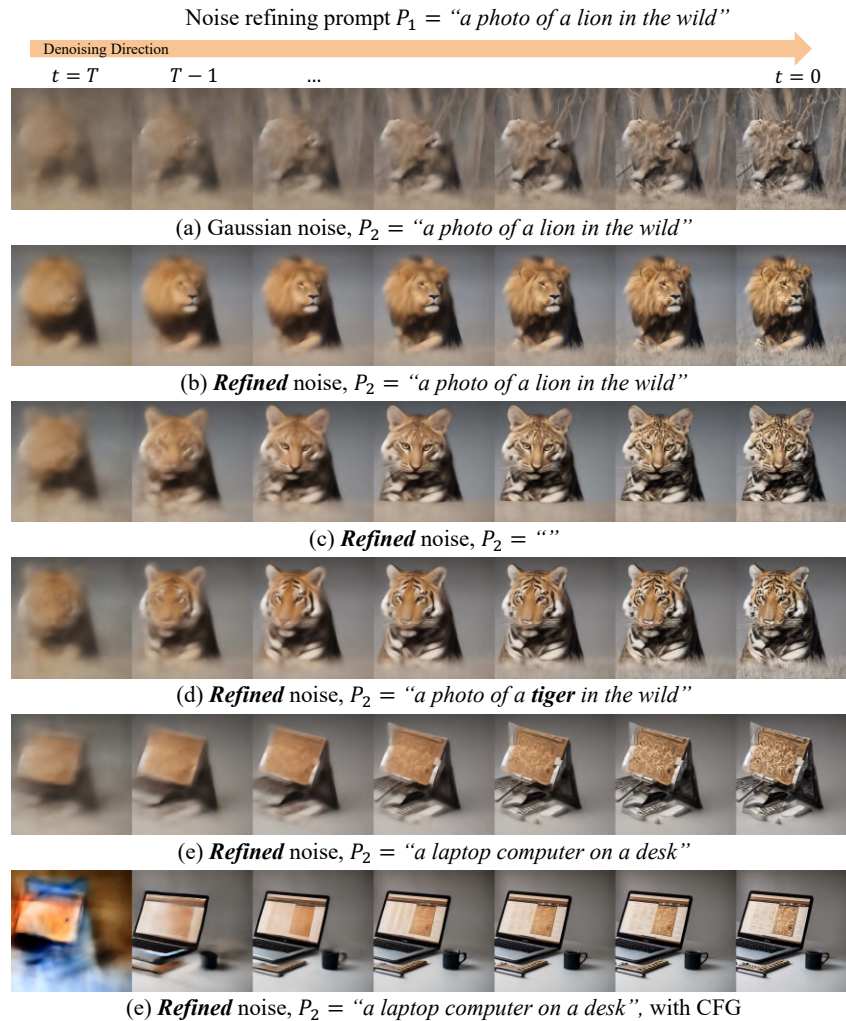 Noise refining prompt P₁ = “a photo of a lion in the wild”
Denoising Direction
t = T T − 1 ... t = 0
(a) Gaussian noise, P₂ = “a photo of a lion in the wild”
(b) Refined noise, P₂ = “a photo of a lion in the wild”
(c) Refined noise, P₂ = “”
(d) Refined noise, P₂ = “a photo of a tiger in the wild”
(e) Refined noise, P₂ = “a laptop computer on a desk”
(e) Refined noise, P₂ = “a laptop computer on a desk”, with CFG